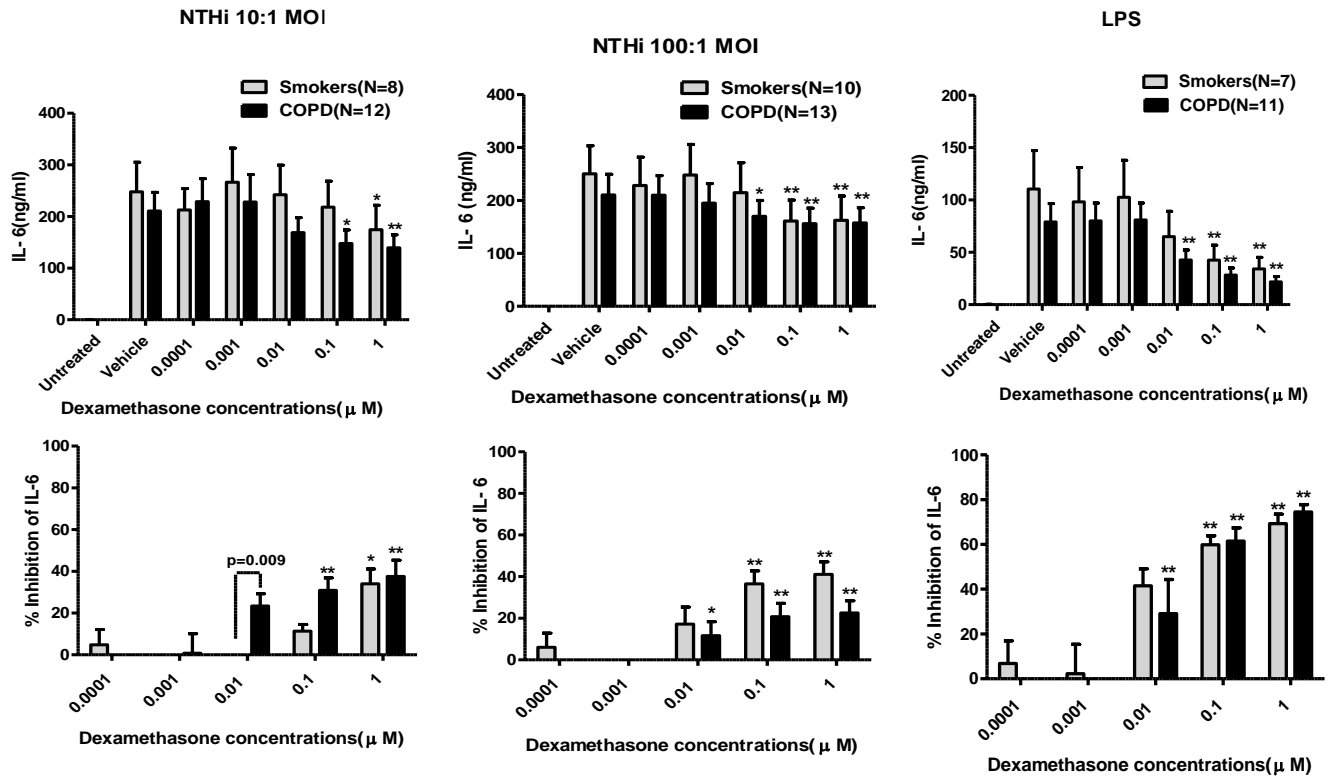 NTHi 10:1 MOI
Smokers(N=8)
COPD(N=12)
IL- 6(ng/ml)
400
300
200
100
0
* * **
Untreated
Vehicle
0.0001
0.001
0.01
0.1
1
Dexamethasone concentrations(μ M)
NTHi 100:1 MOI
Smokers(N=10)
COPD(N=13)
IL- 6 (ng/ml)
400
300
200
100
0
* ** ** ** **
Untreated
Vehicle
0.0001
0.001
0.01
0.1
1
Dexamethasone concentrations(μ M)
LPS
Smokers(N=7)
COPD(N=11)
IL- 6(ng/ml)
200
150
100
50
0
** ** ** ** **
Untreated
Vehicle
0.0001
0.001
0.01
0.1
1
Dexamethasone concentrations(μ M)
% Inhibition of IL-6
100
80
60
40
20
0
p=0.009
** * **
0.0001
0.001
0.01
0.1
1
Dexamethasone concentrations(μ M)
% Inhibition of IL- 6
100
80
60
40
20
0
* ** ** ** **
0.0001
0.001
0.01
0.1
1
Dexamethasone concentrations(μ M)
% Inhibition of IL-6
100
80
60
40
20
0
** ** ** ** **
0.0001
0.001
0.01
0.1
1
Dexamethasone concentrations(μ M)